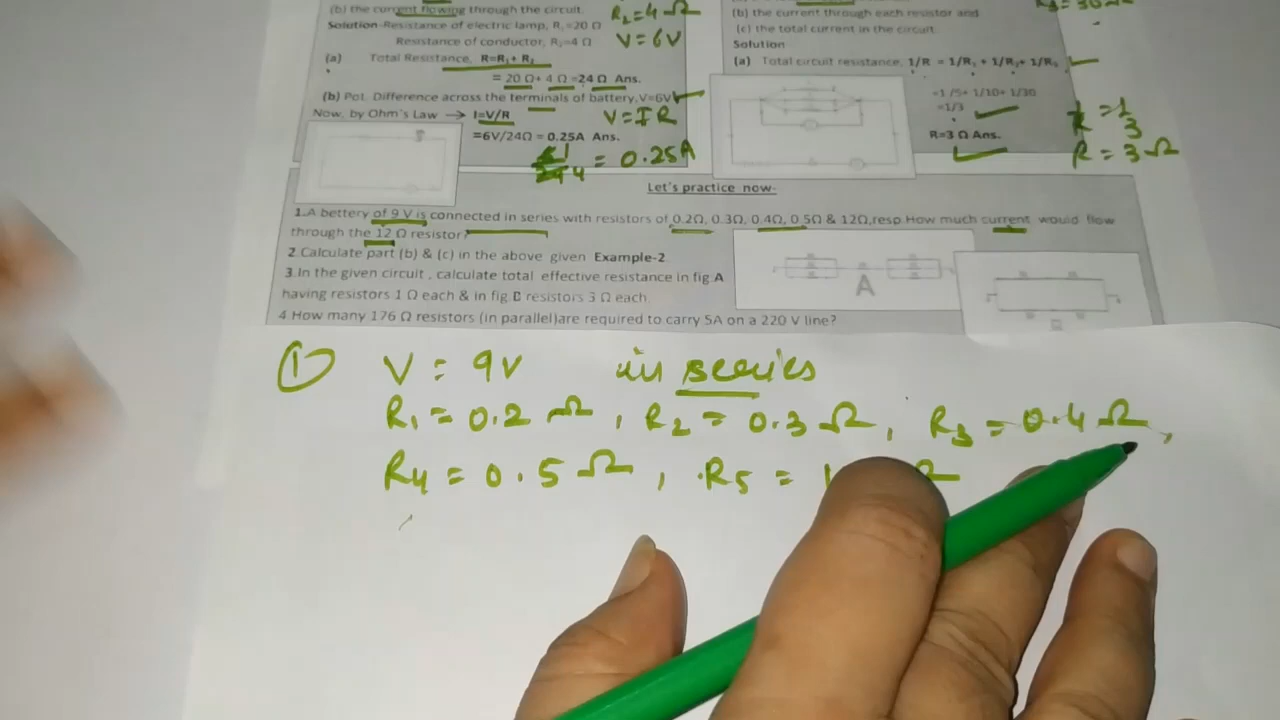 (b) the current flowing through the circuit.
Solution-Resistance of electric lamp, R₁=20 Ω
Resistance of conductor, R₂=4 Ω
(a) Total Resistance, R=R₁+ R₂
= 20 Ω+ 4 Ω =24 Ω Ans.
(b) Pot. Difference across the terminals of battery,V=6V
Now, by Ohm's Law → I=V/R
=6V/24Ω = 0.25A Ans.
R₂=4 Ω
V=6V
V=IR
= 0.25A
(b) the current through each resistor and
(c) the total current in the circuit.
Solution
(a) Total circuit resistance, 1/R = 1/R₁ + 1/R₂+ 1/R₃
=1/5+ 1/10+ 1/30
=1/3
R=3 Ω Ans.
R₃=30Ω
1/R = 1/3
R = 3 Ω
Let's practice now-
1.A bettery of 9 V is connected in series with resistors of 0.2Ω, 0.3Ω, 0.4Ω, 0.5Ω & 12Ω,resp.How much current would flow
through the 12 Ω resistor?
2.Calculate part (b) & (c) in the above given Example-2
3.In the given circuit , calculate total effective resistance in fig.A
having resistors 1 Ω each & in fig.B resistors 3 Ω each.
4.How many 176 Ω resistors (in parallel)are required to carry 5A on a 220 V line?
A
B
① V = 9V in series
R₁ = 0.2 Ω , R₂ = 0.3 Ω, R₃ = 0.4 Ω,
R₄ = 0.5 Ω , R₅ = 1 Ω